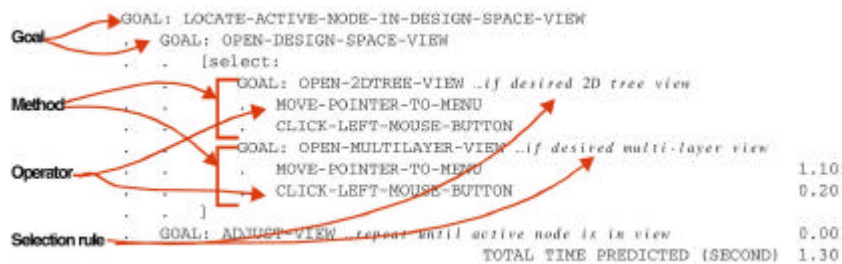 GOAL: LOCATE-ACTIVE-NODE-IN-DESIGN-SPACE-VIEW
Goal
. GOAL: OPEN-DESIGN-SPACE-VIEW
. . [select:
GOAL: OPEN-2DTREE-VIEW …if desired 2D tree view
Method
. . . MOVE-POINTER-TO-MENU
. . . CLICK-LEFT-MOUSE-BUTTON
GOAL: OPEN-MULTILAYER-VIEW …if desired multi-layer view
Operator
. . . MOVE-POINTER-TO-MENU 1.10
. . . CLICK-LEFT-MOUSE-BUTTON 0.20
. . ]
Selection rule
. GOAL: ADJUST-VIEW …repeat until active node is in view 0.00
TOTAL TIME PREDICTED (SECOND) 1.30